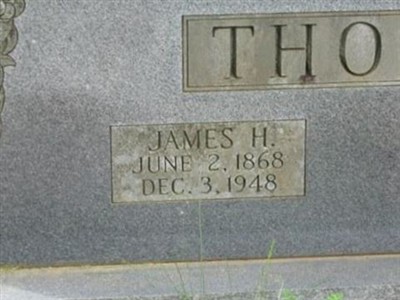 THO
JAMES H.
JUNE 2, 1868
DEC. 3, 1948